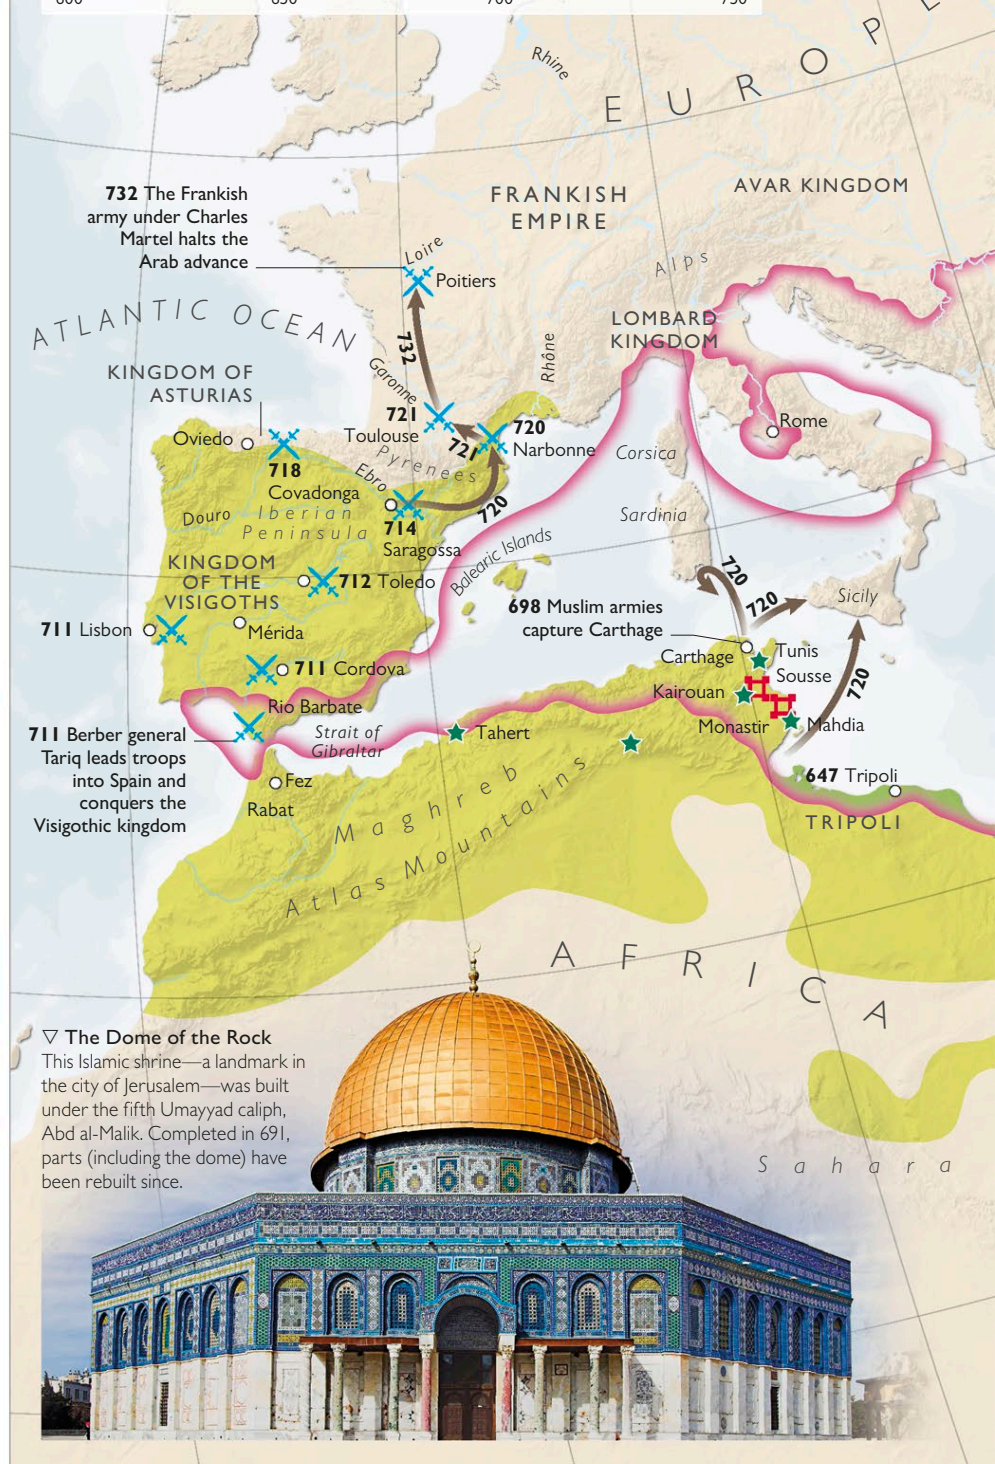 600 650 700 750
Rhine
E U R O P E
732 The Frankish
army under Charles
Martel halts the
Arab advance
FRANKISH
EMPIRE
AVAR KINGDOM
Loire
Poitiers
Alps
ATLANTIC OCEAN
732
LOMBARD
KINGDOM
KINGDOM OF
ASTURIAS
Garonne
Rhône
721
Toulouse
721
720
Narbonne
Rome
Oviedo
Pyrenees
Corsica
718
Covadonga
Ebro
720
Douro
Iberian
Peninsula
714
Saragossa
Sardinia
KINGDOM
OF THE
VISIGOTHS
712 Toledo
Balearic Islands
720
720
Sicily
698 Muslim armies
capture Carthage
711 Lisbon
Mérida
Carthage
Tunis
Sousse
711 Cordova
Kairouan
720
Rio Barbate
Monastir
Mahdia
711 Berber general
Tariq leads troops
into Spain and
conquers the
Visigothic kingdom
Strait of
Gibraltar
Tahert
Fez
Rabat
647 Tripoli
TRIPOLI
Maghreb
Atlas Mountains
A F R I C A
▽ The Dome of the Rock
This Islamic shrine—a landmark in
the city of Jerusalem—was built
under the fifth Umayyad caliph,
Abd al-Malik. Completed in 691,
parts (including the dome) have
been rebuilt since.
Sahara